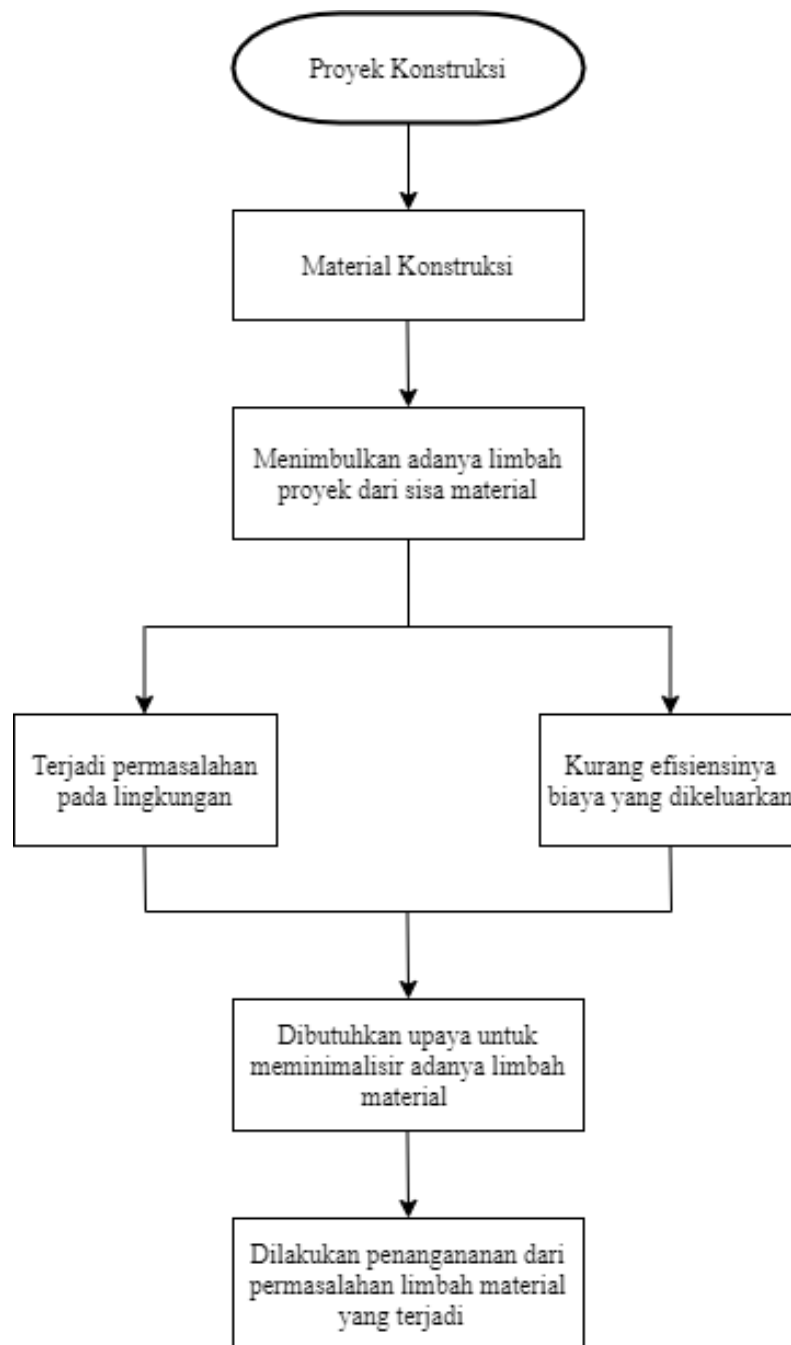 Proyek Konstruksi
Material Konstruksi
Menimbulkan adanya limbah
proyek dari sisa material
Terjadi permasalahan
pada lingkungan
Kurang efisiensinya
biaya yang dikeluarkan
Dibutuhkan upaya untuk
meminimalisir adanya limbah
material
Dilakukan penangananan dari
permasalahan limbah material
yang terjadi